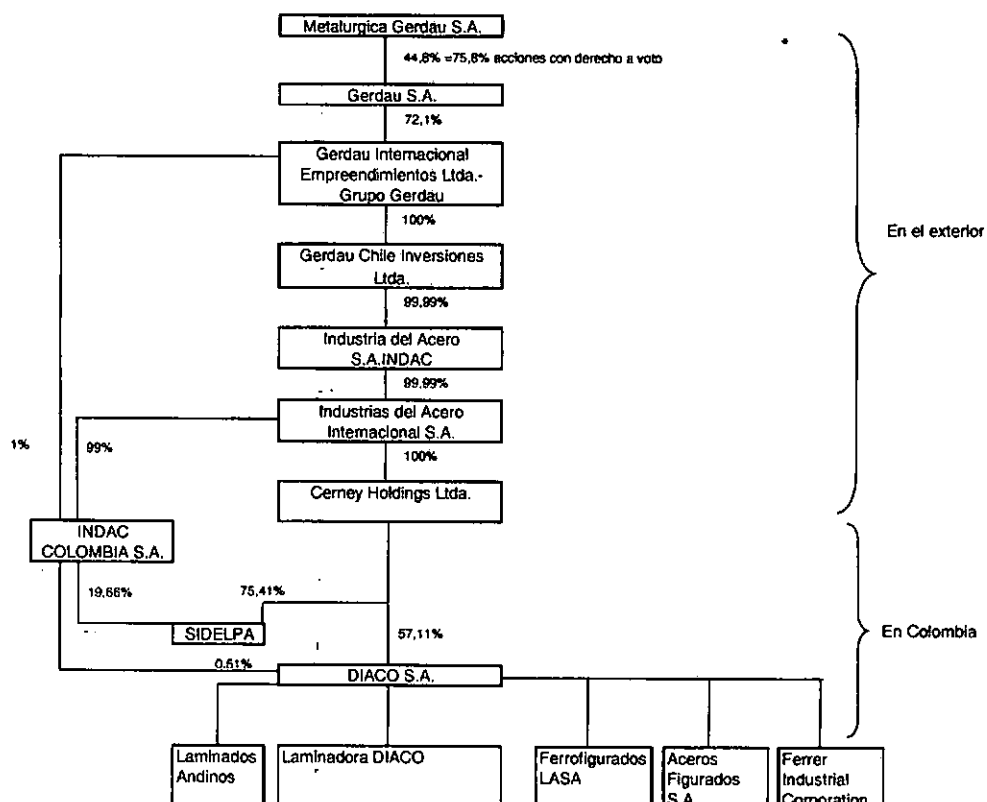 Metalurgica Gerdau S.A.
44,8% =75,8% acciones con derecho a voto
Gerdau S.A.
72,1%
Gerdau Internacional
Empreendimientos Ltda.-
Grupo Gerdau
100%
Gerdau Chile Inversiones
Ltda.
99,99%
Industria del Acero
S.A.INDAC
99,99%
Industrias del Acero
Internacional S.A.
100%
Cerney Holdings Ltda.
En el exterior
1%
99%
INDAC
COLOMBIA S.A.
19,66%
75,41%
SIDELPA
57,11%
En Colombia
0.51%
DIACO S.A.
Laminados
Andinos
Laminadora DIACO
Ferrofigurados
LASA
Aceros
Figurados
S.A.
Ferrer
Industrial
Corporation